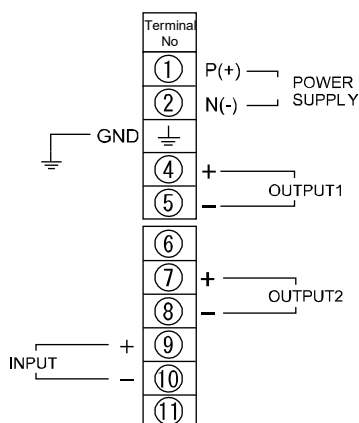 Terminal
No
① P(+)
POWER
SUPPLY
② N(-)
GND
④ +
OUTPUT1
⑤ −
⑥
⑦ +
OUTPUT2
⑧ −
+ ⑨
INPUT
− ⑩
⑪